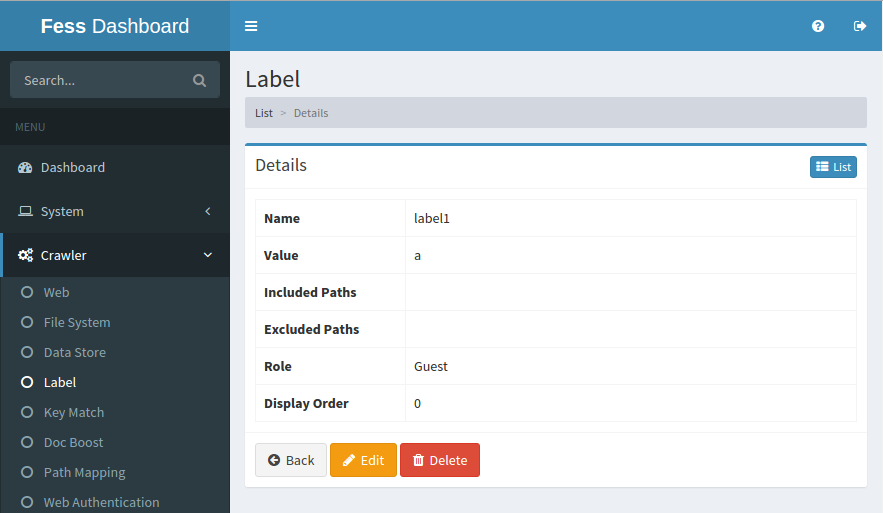 Fess Dashboard
Search...
MENU
Dashboard
System
Crawler
Web
File System
Data Store
Label
Key Match
Doc Boost
Path Mapping
Web Authentication
Label
List > Details
Details
List
Name label1
Value a
Included Paths
Excluded Paths
Role Guest
Display Order 0
Back Edit Delete